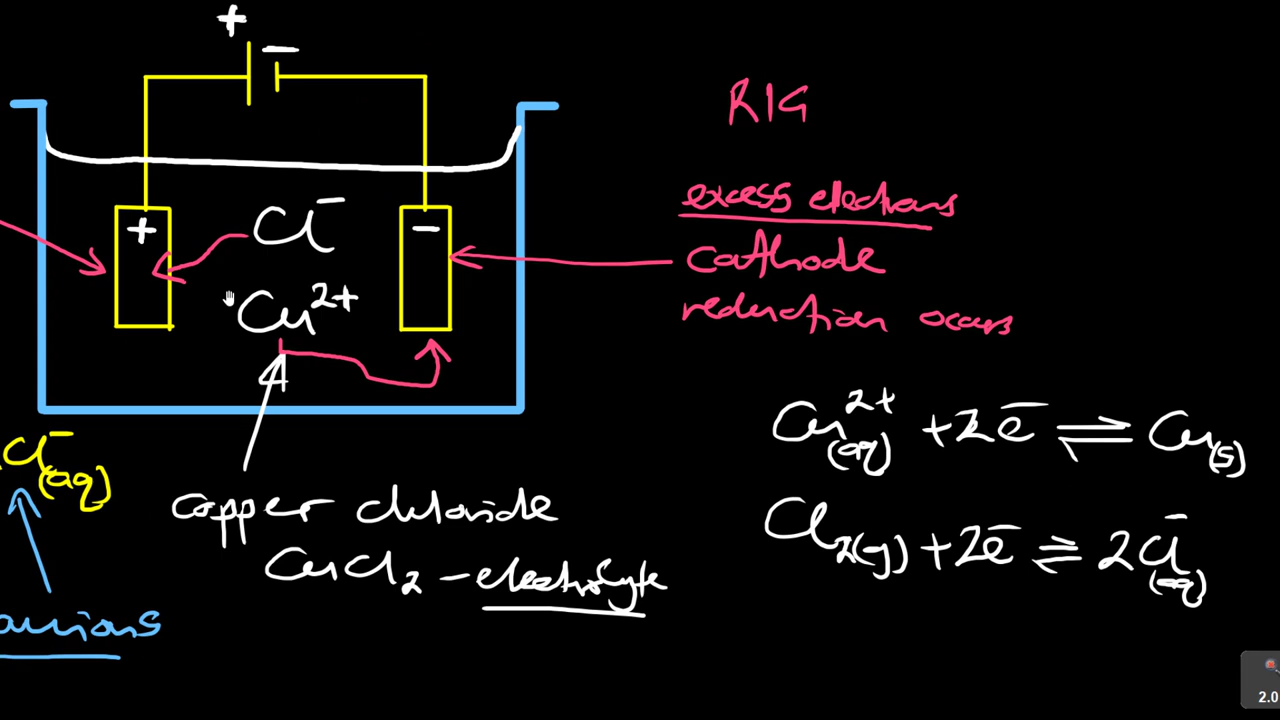 + −
RIG
excess electrons
+ Cl⁻ −
cathode
Cu²⁺
reduction occurs
Cu²⁺(aq) + 2e⁻ ⇌ Cu(s)
Cl⁻(aq)
copper chloride
Cl₂(g) + 2e⁻ ⇌ 2Cl⁻(aq)
CuCl₂ – electrolyte
2.0